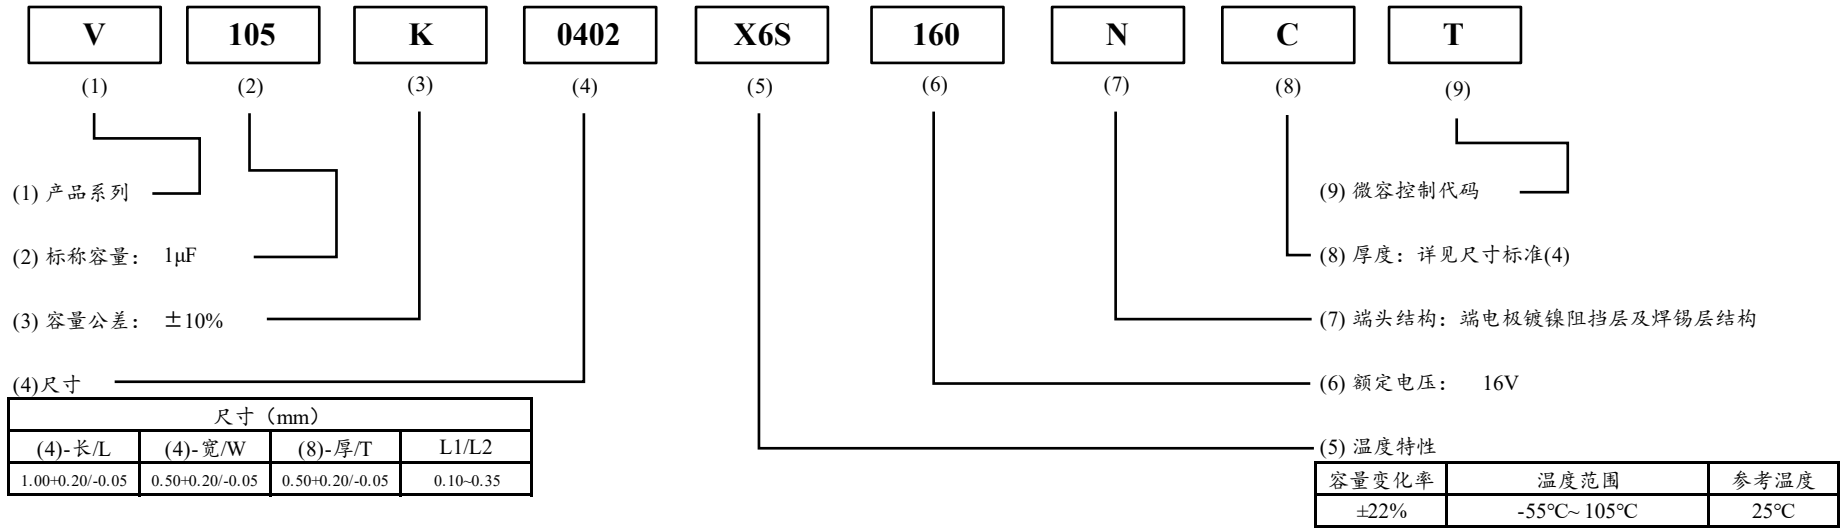 V 105 K 0402 X6S 160 N C T
(1) (2) (3) (4) (5) (6) (7) (8) (9)
(1) 产品系列
(9) 微容控制代码
(2) 标称容量： 1μF
(8) 厚度：详见尺寸标准(4)
(3) 容量公差： ±10%
(7) 端头结构：端电极镀镍阻挡层及焊锡层结构
(4)尺寸
(6) 额定电压： 16V
尺寸（mm）
(4)-长/L (4)-宽/W (8)-厚/T L1/L2
1.00+0.20/-0.05 0.50+0.20/-0.05 0.50+0.20/-0.05 0.10~0.35
(5) 温度特性
容量变化率 温度范围 参考温度
±22% -55℃~ 105℃ 25℃